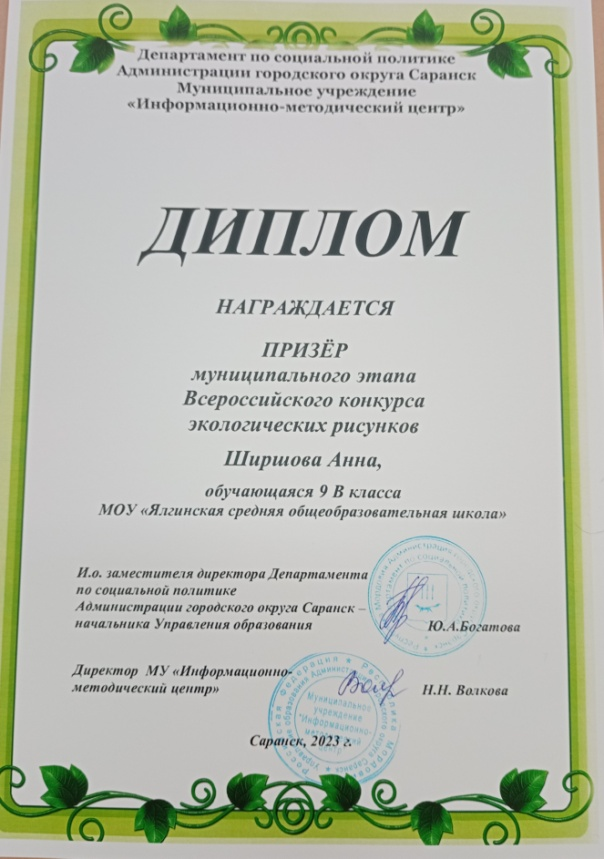 Департамент по социальной политике
Администрации городского округа Саранск
Муниципальное учреждение
«Информационно-методический центр»
ДИПЛОМ
НАГРАЖДАЕТСЯ
ПРИЗЁР
муниципального этапа
Всероссийского конкурса
экологических рисунков
Ширшова Анна,
обучающаяся 9 В класса
МОУ «Ялгинская средняя общеобразовательная школа»
И.о. заместителя директора Департамента
по социальной политике
Администрации городского округа Саранск –
начальника Управления образования
Ю.А.Богатова
Директор МУ «Информационно-
методический центр»
Н.Н. Волкова
Муниципальное
учреждение
"Информационно-
методический
центр"
Саранск, 2023 г.